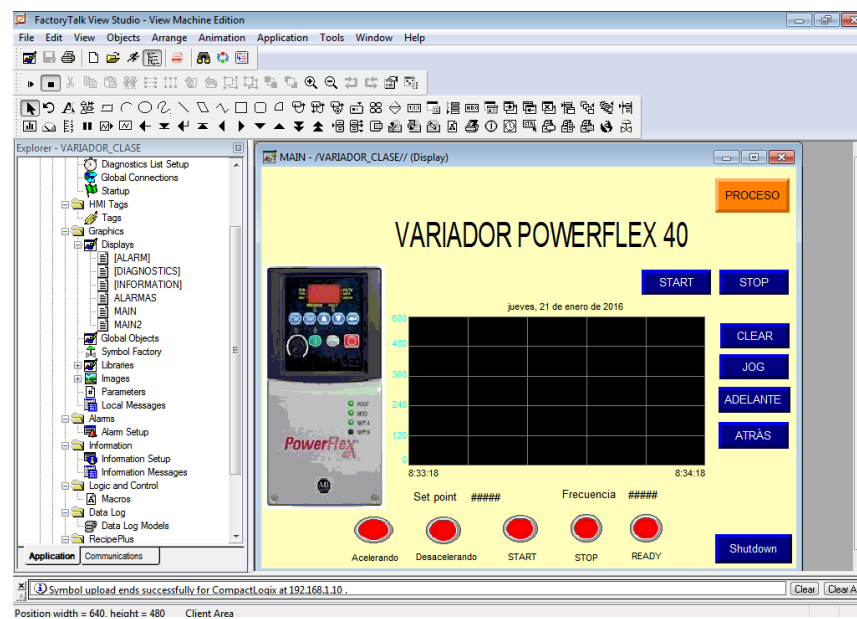 FactoryTalk View Studio - View Machine Edition
File Edit View Objects Arrange Animation Application Tools Window Help
Explorer - VARIADOR_CLASE
Diagnostics List Setup
Global Connections
Startup
HMI Tags
Tags
Graphics
Displays
[ALARM]
[DIAGNOSTICS]
[INFORMATION]
ALARMAS
MAIN
MAIN2
Global Objects
Symbol Factory
Libraries
Images
Parameters
Local Messages
Alarms
Alarm Setup
Information
Information Setup
Information Messages
Logic and Control
Macros
Data Log
Data Log Models
RecipePlus
Application Communications
MAIN - /VARIADOR_CLASE// (Display)
PROCESO
VARIADOR POWERFLEX 40
START STOP
jueves, 21 de enero de 2016
600
480
360
240
120
0
8:33:18 8:34:18
CLEAR
JOG
ADELANTE
ATRÀS
PowerFlex
40
AB
Set point ##### Frecuencia #####
Acelerando Desacelerando START STOP READY
Shutdown
Symbol upload ends successfully for CompactLogix at 192.168.1.10 .
Clear Clear A
Position width = 640, height = 480 Client Area